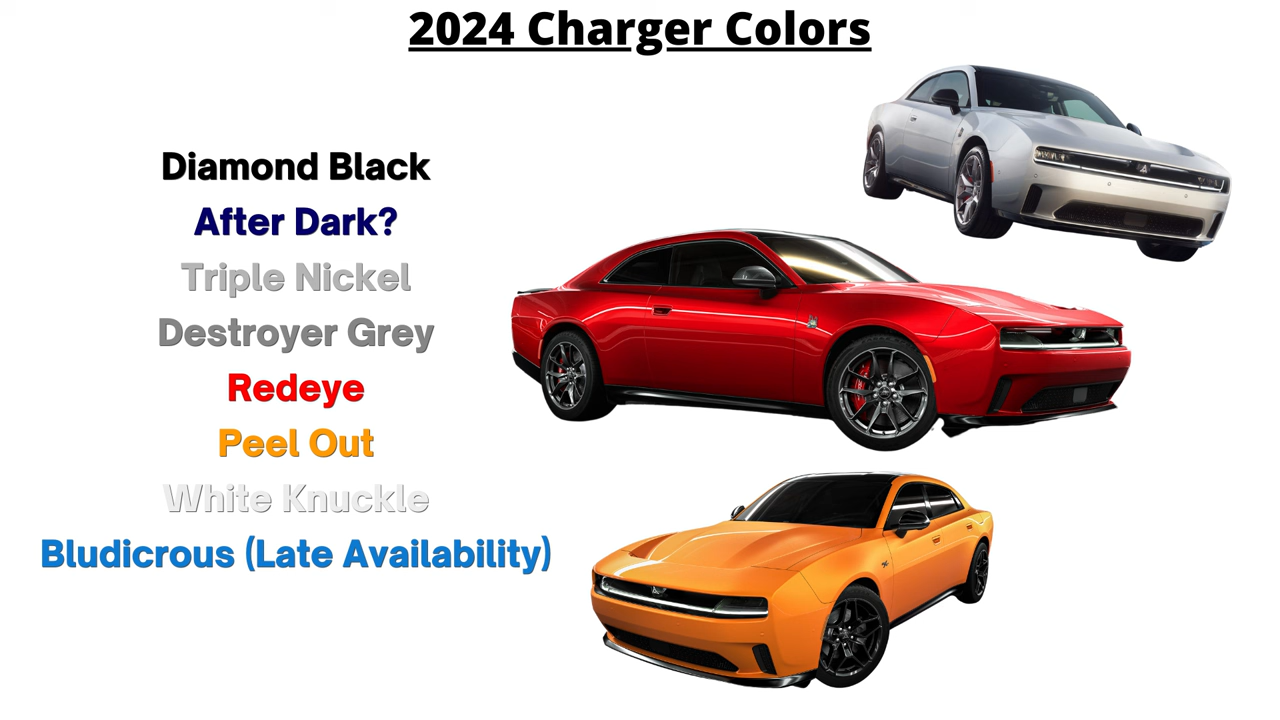 2024 Charger Colors
Diamond Black
After Dark?
Triple Nickel
Destroyer Grey
Redeye
Peel Out
White Knuckle
Bludicrous (Late Availability)